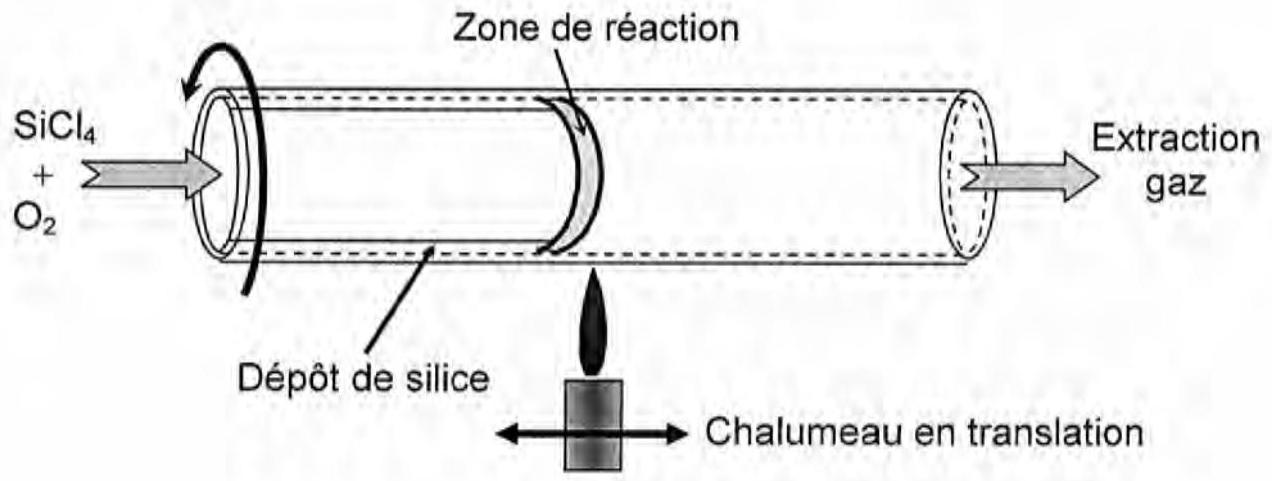 Zone de réaction
SiCl₄
+
O₂
Extraction
gaz
Dépôt de silice
Chalumeau en translation